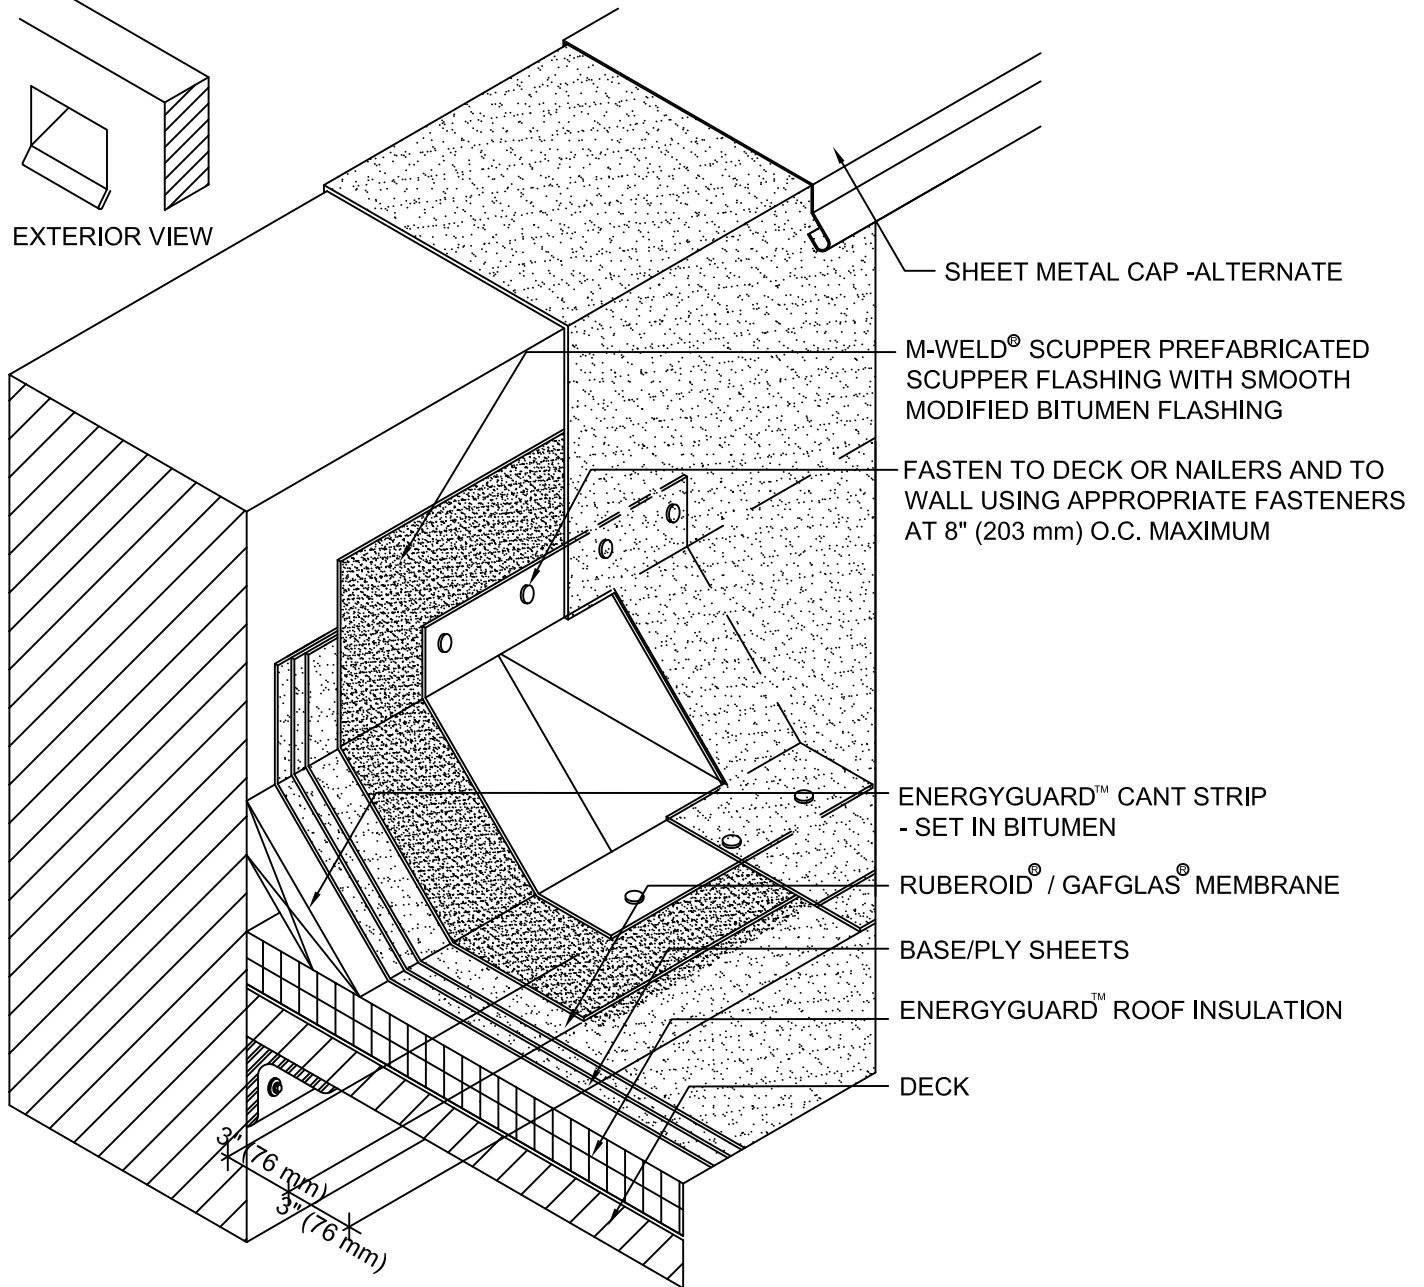 EXTERIOR VIEW
SHEET METAL CAP -ALTERNATE
M-WELD® SCUPPER PREFABRICATED
SCUPPER FLASHING WITH SMOOTH
MODIFIED BITUMEN FLASHING
FASTEN TO DECK OR NAILERS AND TO
WALL USING APPROPRIATE FASTENERS
AT 8" (203 mm) O.C. MAXIMUM
ENERGYGUARD™ CANT STRIP
- SET IN BITUMEN
RUBEROID® / GAFGLAS® MEMBRANE
BASE/PLY SHEETS
ENERGYGUARD™ ROOF INSULATION
DECK
3" (76 mm)
3" (76 mm)